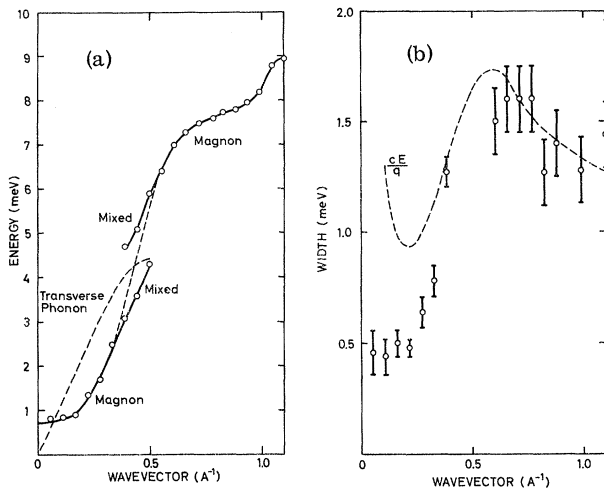 (a)
9
8
7
6
5
4
3
2
1
0
0.5
1.0
ENERGY (meV)
WAVEVECTOR (A⁻¹)
Magnon
Mixed
Transverse
Phonon
Mixed
Magnon
(b)
2.0
1.5
1.0
0.5
0
0.5
1.0
WIDTH (meV)
WAVEVECTOR (A⁻¹)
cE
q